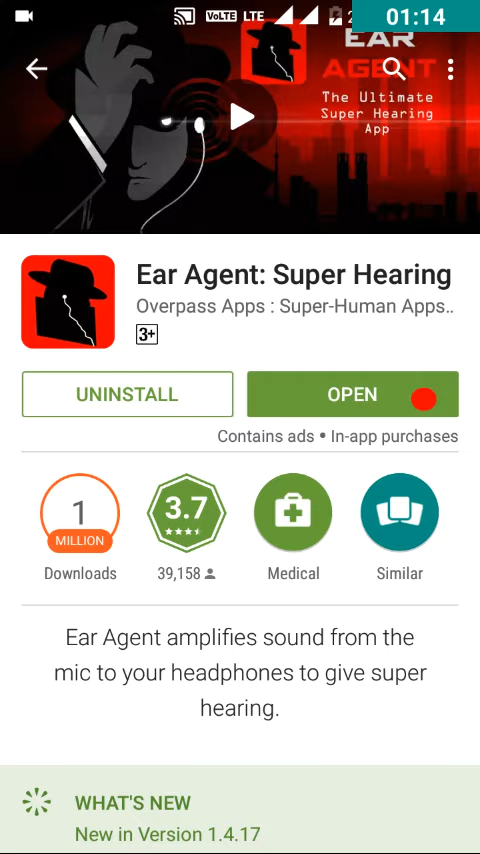 VoLTE LTE 2 01:14
EAR
AGENT
The Ultimate
Super Hearing
App
Ear Agent: Super Hearing
Overpass Apps : Super-Human Apps..
3+
UNINSTALL
OPEN
Contains ads • In-app purchases
1
MILLION
3.7
Downloads
39,158
Medical
Similar
Ear Agent amplifies sound from the
mic to your headphones to give super
hearing.
WHAT'S NEW
New in Version 1.4.17